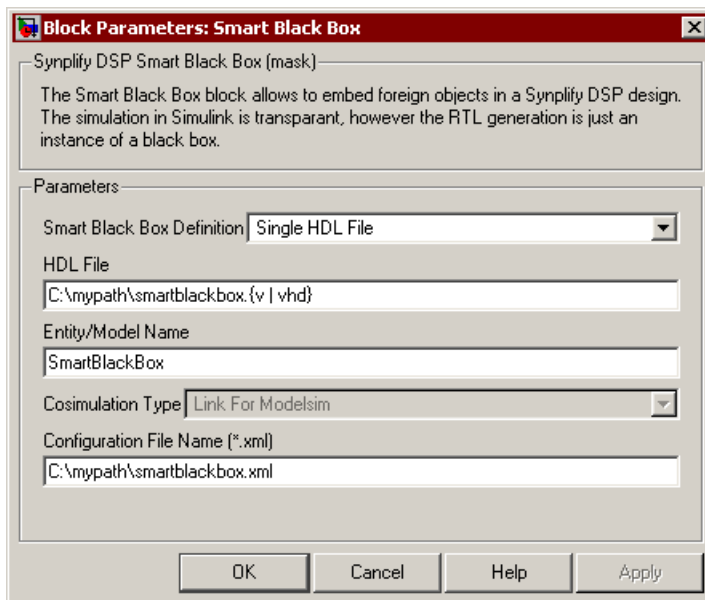 Block Parameters: Smart Black Box
Synplify DSP Smart Black Box (mask)
The Smart Black Box block allows to embed foreign objects in a Synplify DSP design.
The simulation in Simulink is transparant, however the RTL generation is just an
instance of a black box.
Parameters
Smart Black Box Definition Single HDL File
HDL File
C:\mypath\smartblackbox.{v | vhd}
Entity/Model Name
SmartBlackBox
Cosimulation Type Link For Modelsim
Configuration File Name (*.xml)
C:\mypath\smartblackbox.xml
OK Cancel Help Apply